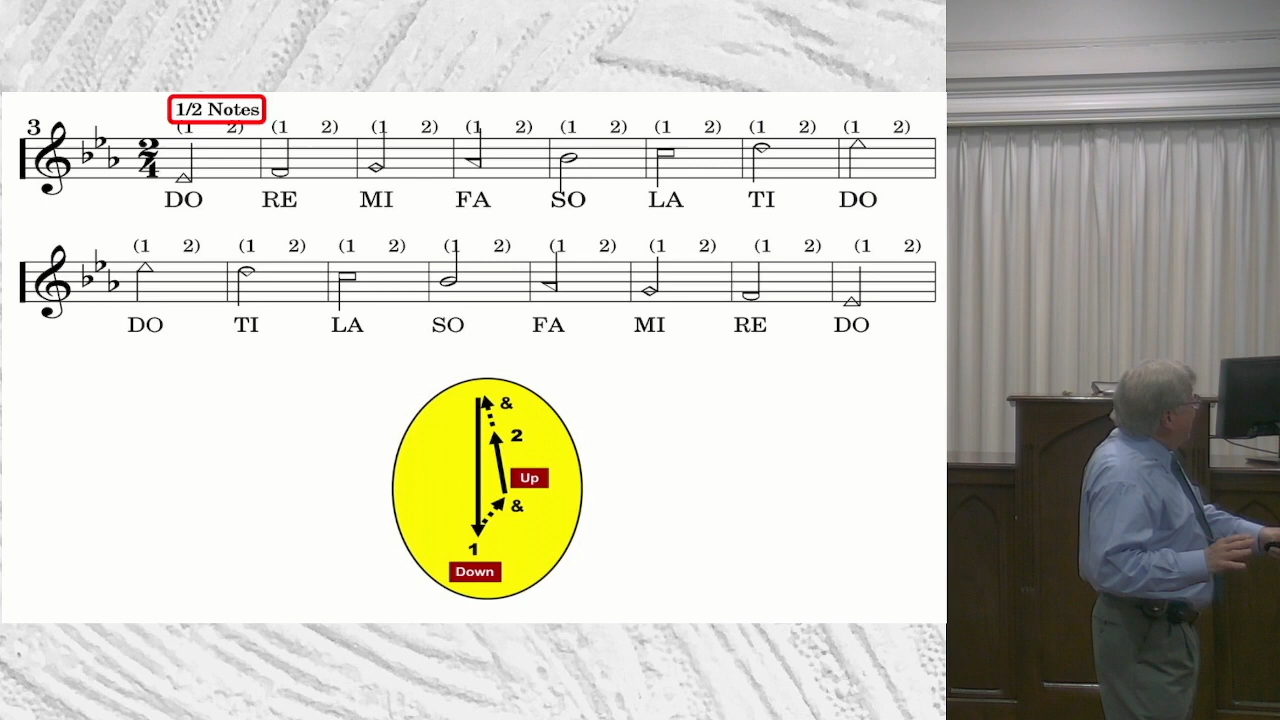 1/2 Notes
3
(1 2) (1 2) (1 2) (1 2) (1 2) (1 2) (1 2) (1 2)
2
4
DO RE MI FA SO LA TI DO
(1 2) (1 2) (1 2) (1 2) (1 2) (1 2) (1 2) (1 2)
DO TI LA SO FA MI RE DO
&
2
Up
&
1
Down